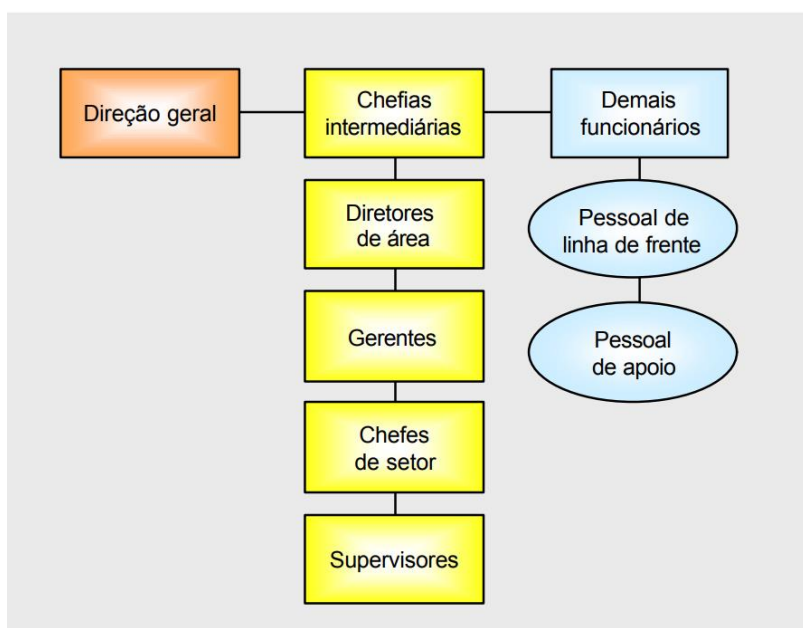 Direção geral
Chefias
intermediárias
Demais
funcionários
Diretores
de área
Pessoal de
linha de frente
Gerentes
Pessoal
de apoio
Chefes
de setor
Supervisores